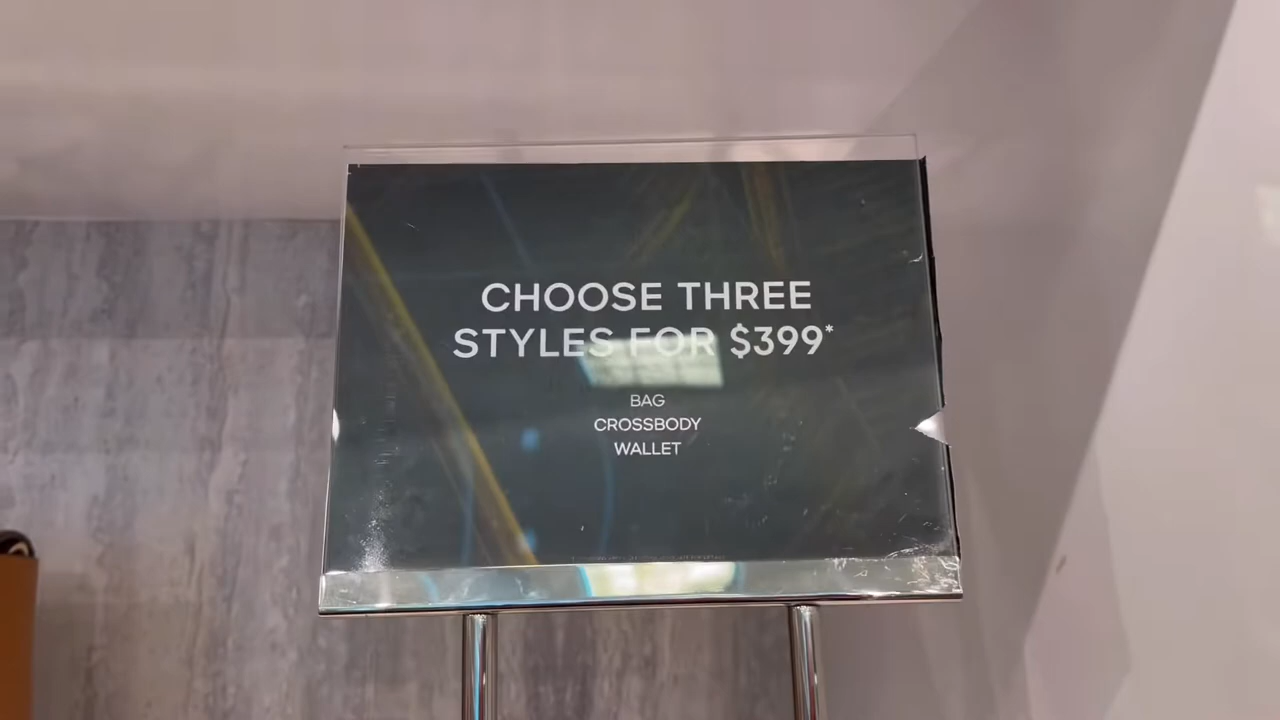 CHOOSE THREE
STYLES FOR $399*
BAG
CROSSBODY
WALLET